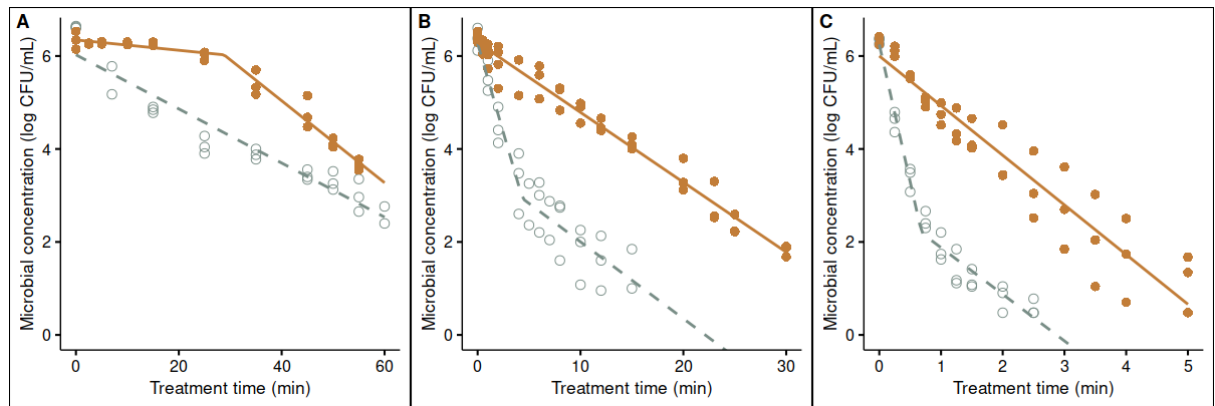 A
Microbial concentration (log CFU/mL)
6
4
2
0
0 20 40 60
Treatment time (min)
B
Microbial concentration (log CFU/mL)
6
4
2
0
0 10 20 30
Treatment time (min)
C
Microbial concentration (log CFU/mL)
6
4
2
0
0 1 2 3 4 5
Treatment time (min)